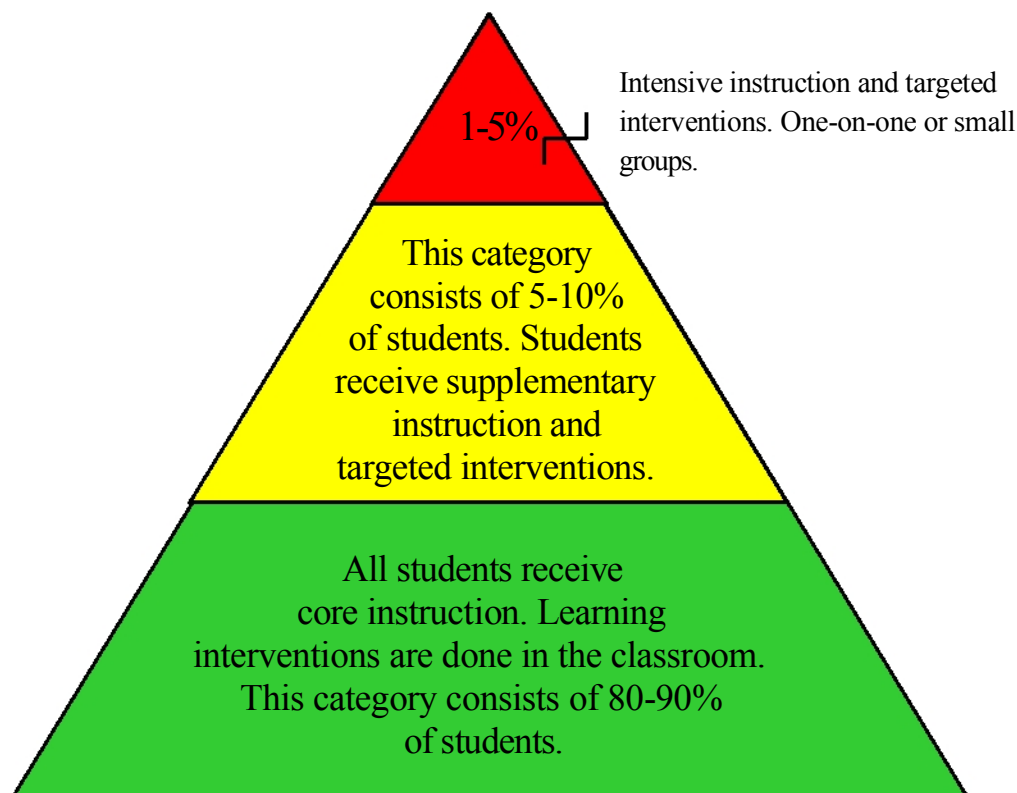 1-5%
Intensive instruction and targeted
interventions. One-on-one or small
groups.
This category
consists of 5-10%
of students. Students
receive supplementary
instruction and
targeted interventions.
All students receive
core instruction. Learning
interventions are done in the classroom.
This category consists of 80-90%
of students.